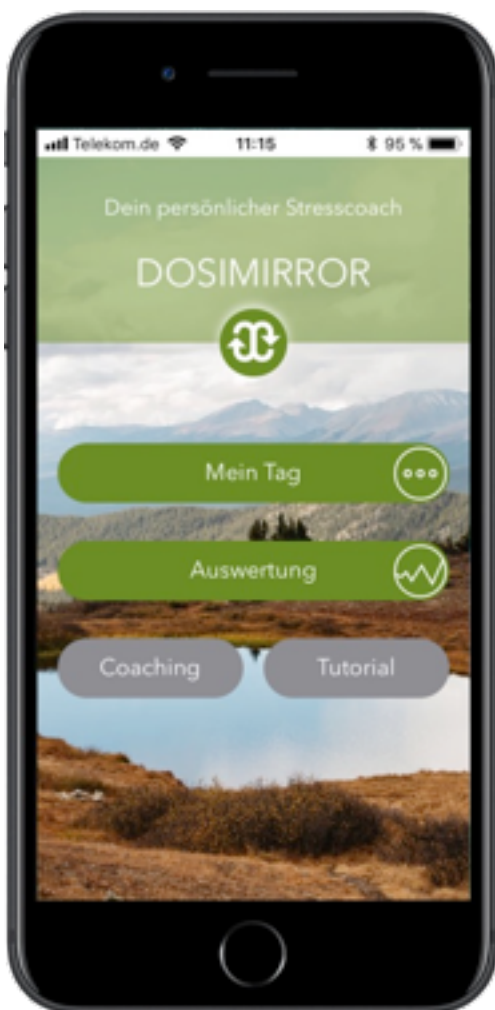 Telekom.de 11:15 95 %
Dein persönlicher Stresscoach
DOSIMIRROR
Mein Tag
Auswertung
Coaching Tutorial